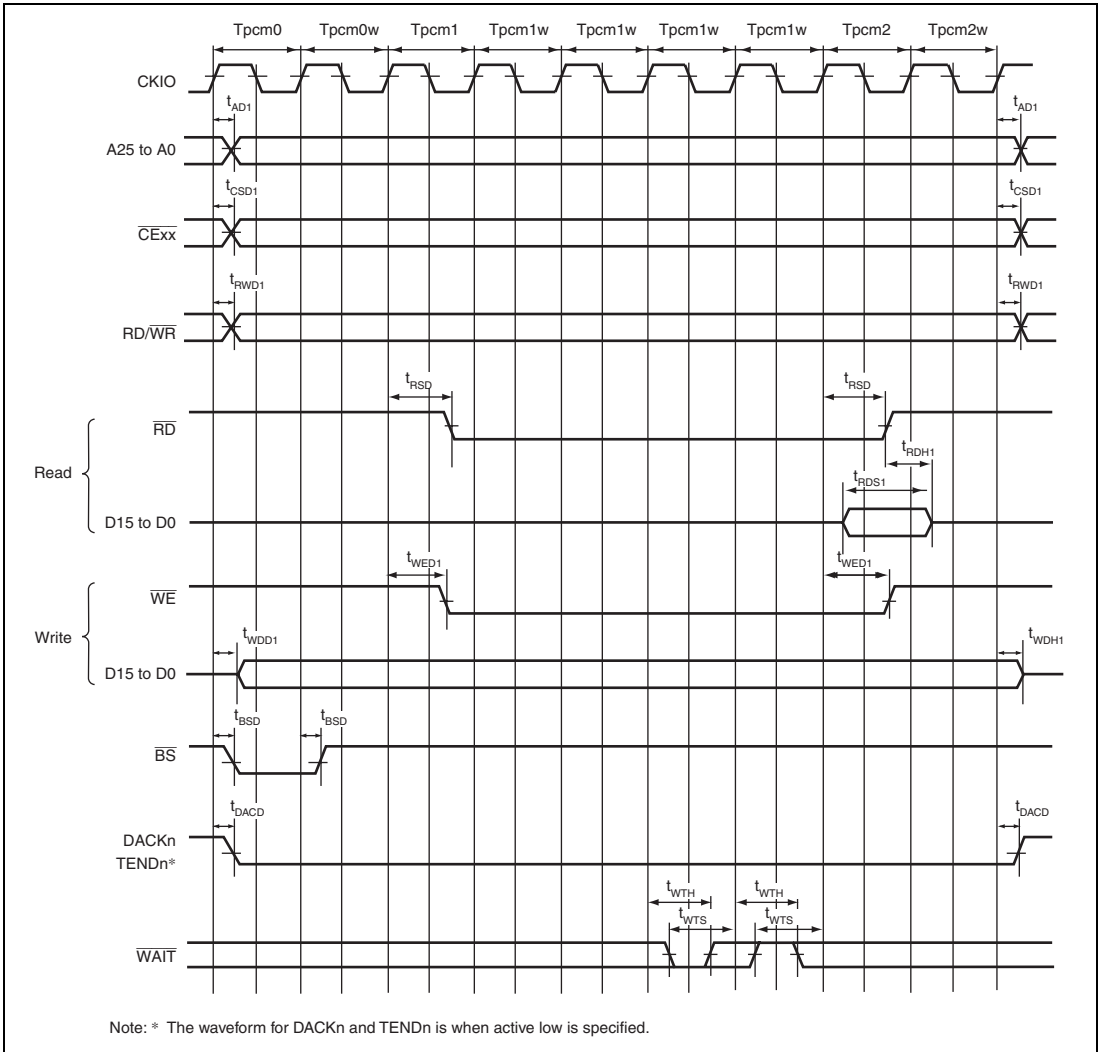 Tpcm0 Tpcm0w Tpcm1 Tpcm1w Tpcm1w Tpcm1w Tpcm1w Tpcm2 Tpcm2w
CKIO
tAD1 tAD1
A25 to A0
tCSD1 tCSD1
CExx
tRWD1 tRWD1
RD/WR
tRSD tRSD
RD
tRDH1
Read
tRDS1
D15 to D0
tWED1 tWED1
WE
Write
tWDD1 tWDH1
D15 to D0
tBSD tBSD
BS
tDACD tDACD
DACKn
TENDn*
tWTH tWTH
tWTS tWTS
WAIT
Note: * The waveform for DACKn and TENDn is when active low is specified.